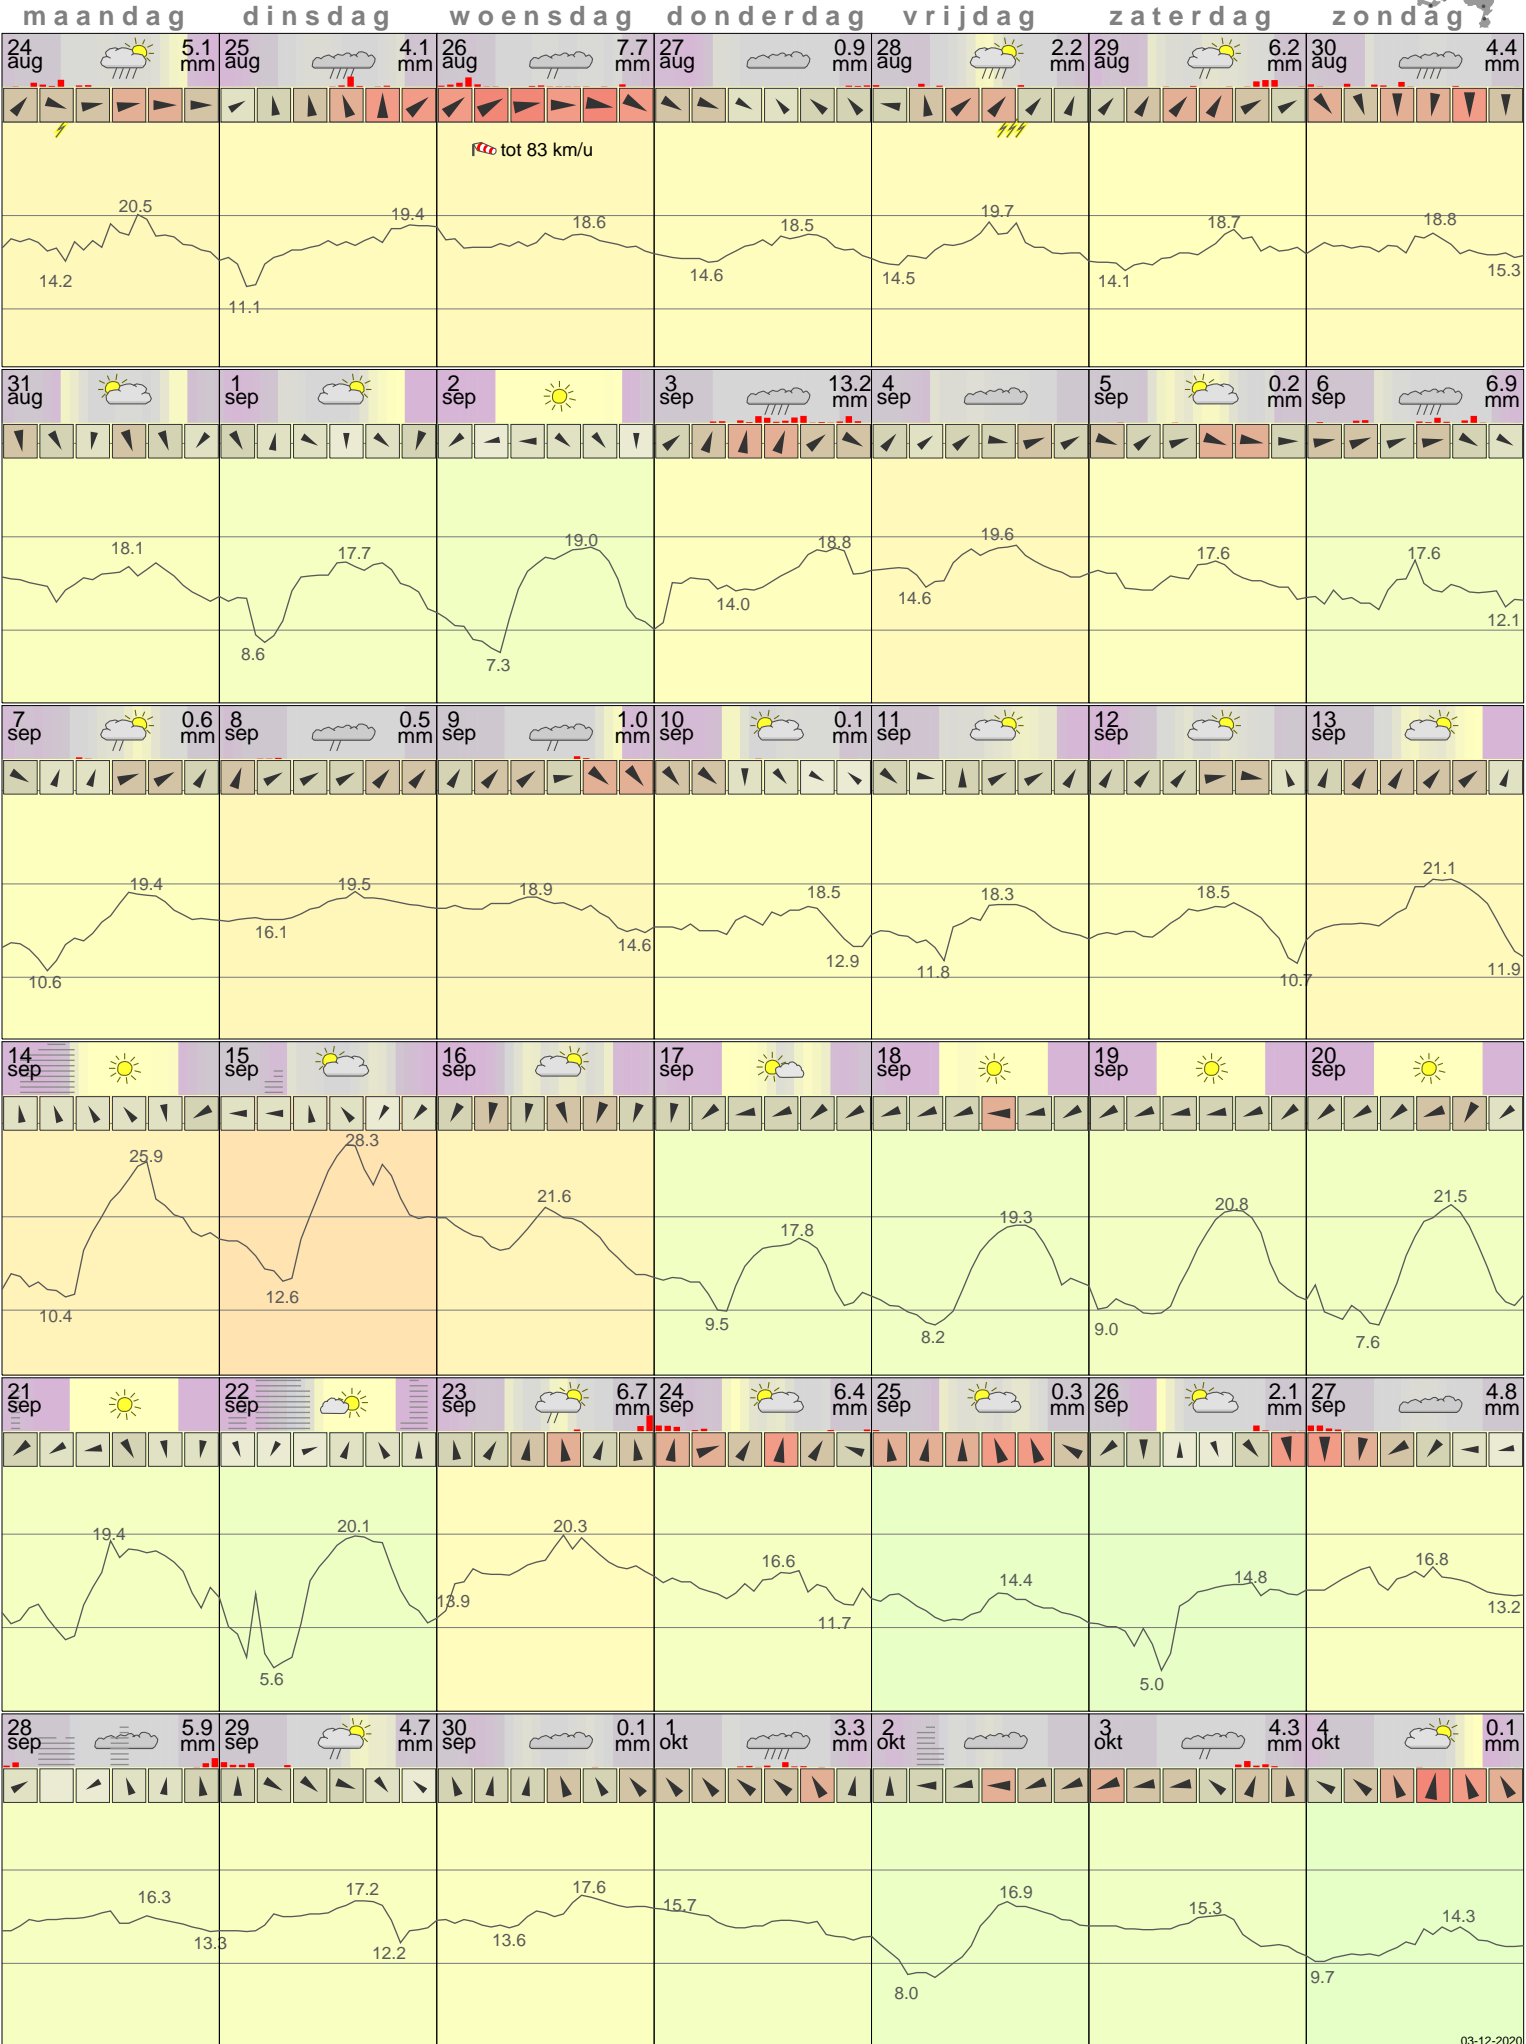 maandag dinsdag woensdag donderdag vrijdag zaterdag zondag
24 aug 5.1 mm 25 aug 4.1 mm 26 aug 7.7 mm 27 aug 0.9 mm 28 aug 2.2 mm 29 aug 6.2 mm 30 aug 4.4 mm
tot 83 km/u
20.5 19.4 18.6 18.5 19.7 18.7 18.8
14.2 11.1 14.6 14.5 14.1 15.3
31 aug 1 sep 2 sep 3 sep 13.2 mm 4 sep 5 sep 0.2 mm 6 sep 6.9 mm
18.1 17.7 19.0 18.8 19.6 17.6 17.6
8.6 7.3 14.0 14.6 12.1
7 sep 0.6 mm 8 sep 0.5 mm 9 sep 1.0 mm 10 sep 0.1 mm 11 sep 12 sep 13 sep
19.4 19.5 18.9 18.5 18.3 18.5 21.1
10.6 16.1 14.6 12.9 11.8 10.7 11.9
14 sep 15 sep 16 sep 17 sep 18 sep 19 sep 20 sep
25.9 28.3 21.6 17.8 19.3 20.8 21.5
10.4 12.6 9.5 8.2 9.0 7.6
21 sep 22 sep 23 sep 6.7 mm 24 sep 6.4 mm 25 sep 0.3 mm 26 sep 2.1 mm 27 sep 4.8 mm
19.4 20.1 20.3 16.6 14.4 14.8 16.8
5.6 13.9 11.7 5.0 13.2
28 sep 5.9 mm 29 sep 4.7 mm 30 sep 0.1 mm 1 okt 3.3 mm 2 okt 3 okt 4.3 mm 4 okt 0.1 mm
16.3 17.2 17.6 15.7 16.9 15.3 14.3
13.3 12.2 13.6 8.0 9.7
03-12-2020